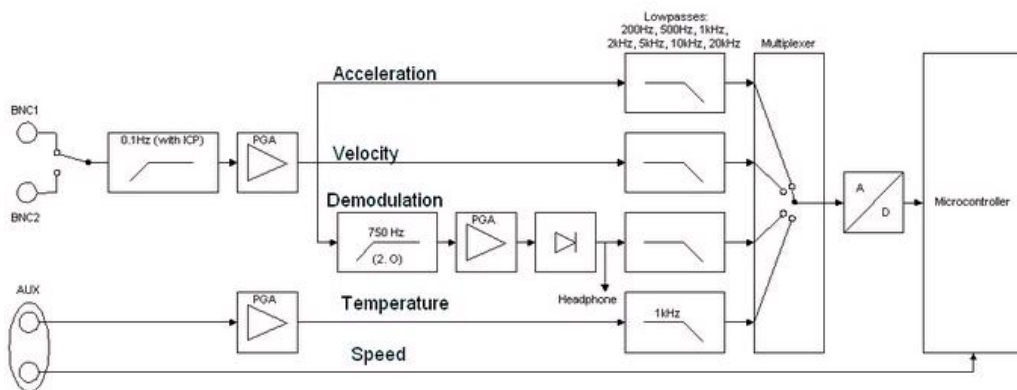 Lowpasses:
200Hz, 500Hz, 1kHz,
2kHz, 5kHz, 10kHz, 20kHz
Multiplexer
Acceleration
BNC1
0.1Hz (with ICP)
PGA
Velocity
A
D
Microcontroller
BNC2
Demodulation
750 Hz
(2. O)
PGA
Headphone
AUX
PGA
Temperature
1kHz
Speed